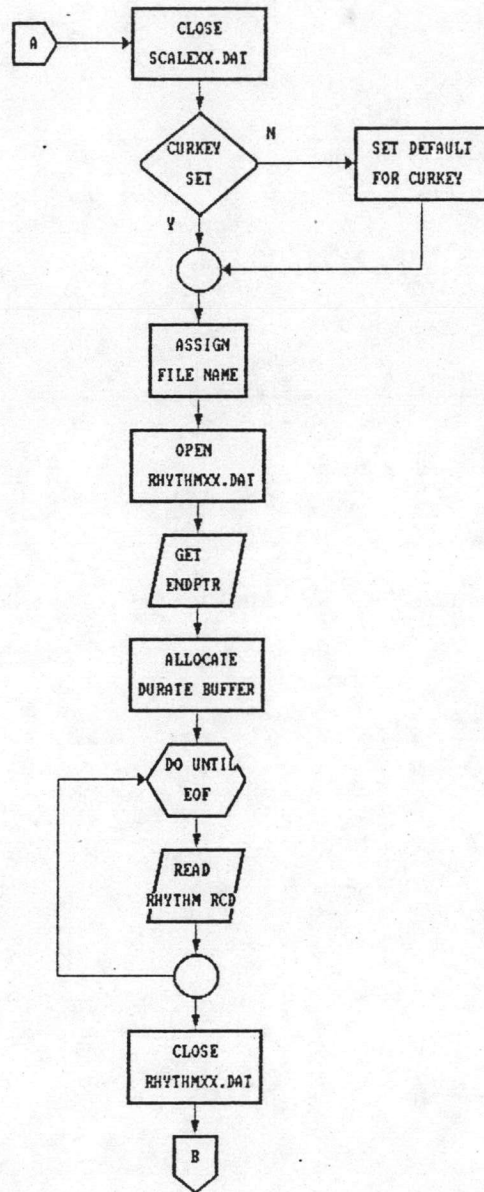 A
CLOSE
SCALEXX.DAT
CURKEY
SET
N
SET DEFAULT
FOR CURKEY
Y
ASSIGN
FILE NAME
OPEN
RHYTHMXX.DAT
GET
ENDPTR
ALLOCATE
DURATE BUFFER
DO UNTIL
EOF
READ
RHYTHM RCD
CLOSE
RHYTHMXX.DAT
B